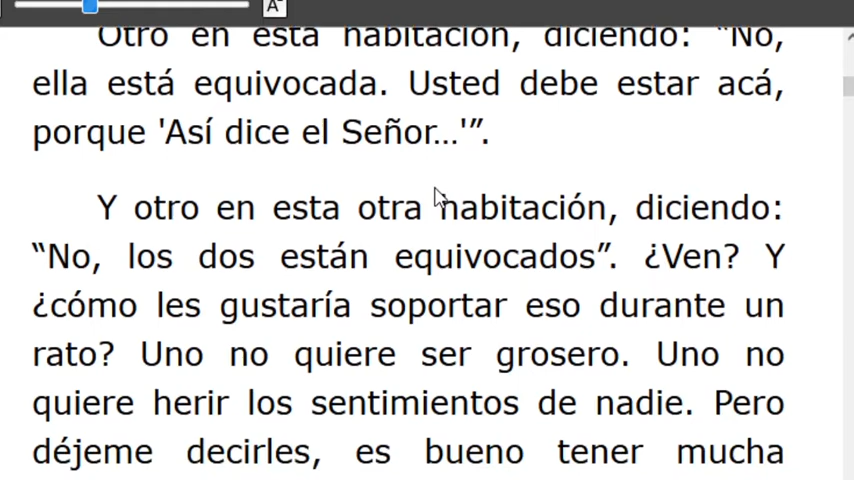 A
Otro en esta habitación, diciendo: “No,
ella está equivocada. Usted debe estar acá,
porque 'Así dice el Señor...'”.
Y otro en esta otra habitación, diciendo:
“No, los dos están equivocados”. ¿Ven? Y
¿cómo les gustaría soportar eso durante un
rato? Uno no quiere ser grosero. Uno no
quiere herir los sentimientos de nadie. Pero
déjeme decirles, es bueno tener mucha